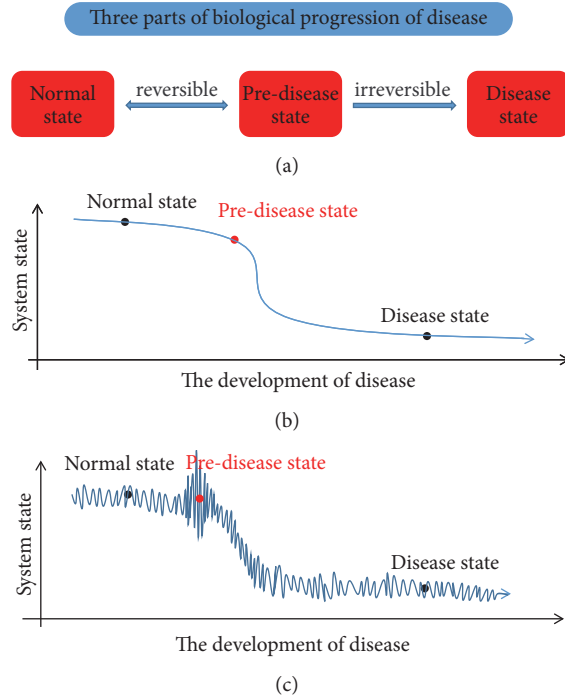 Three parts of biological progression of disease
Normal state
reversible
Pre-disease state
irreversible
Disease state
(a)
System state
Normal state
Pre-disease state
Disease state
The development of disease
(b)
System state
Normal state
Pre-disease state
Disease state
The development of disease
(c)